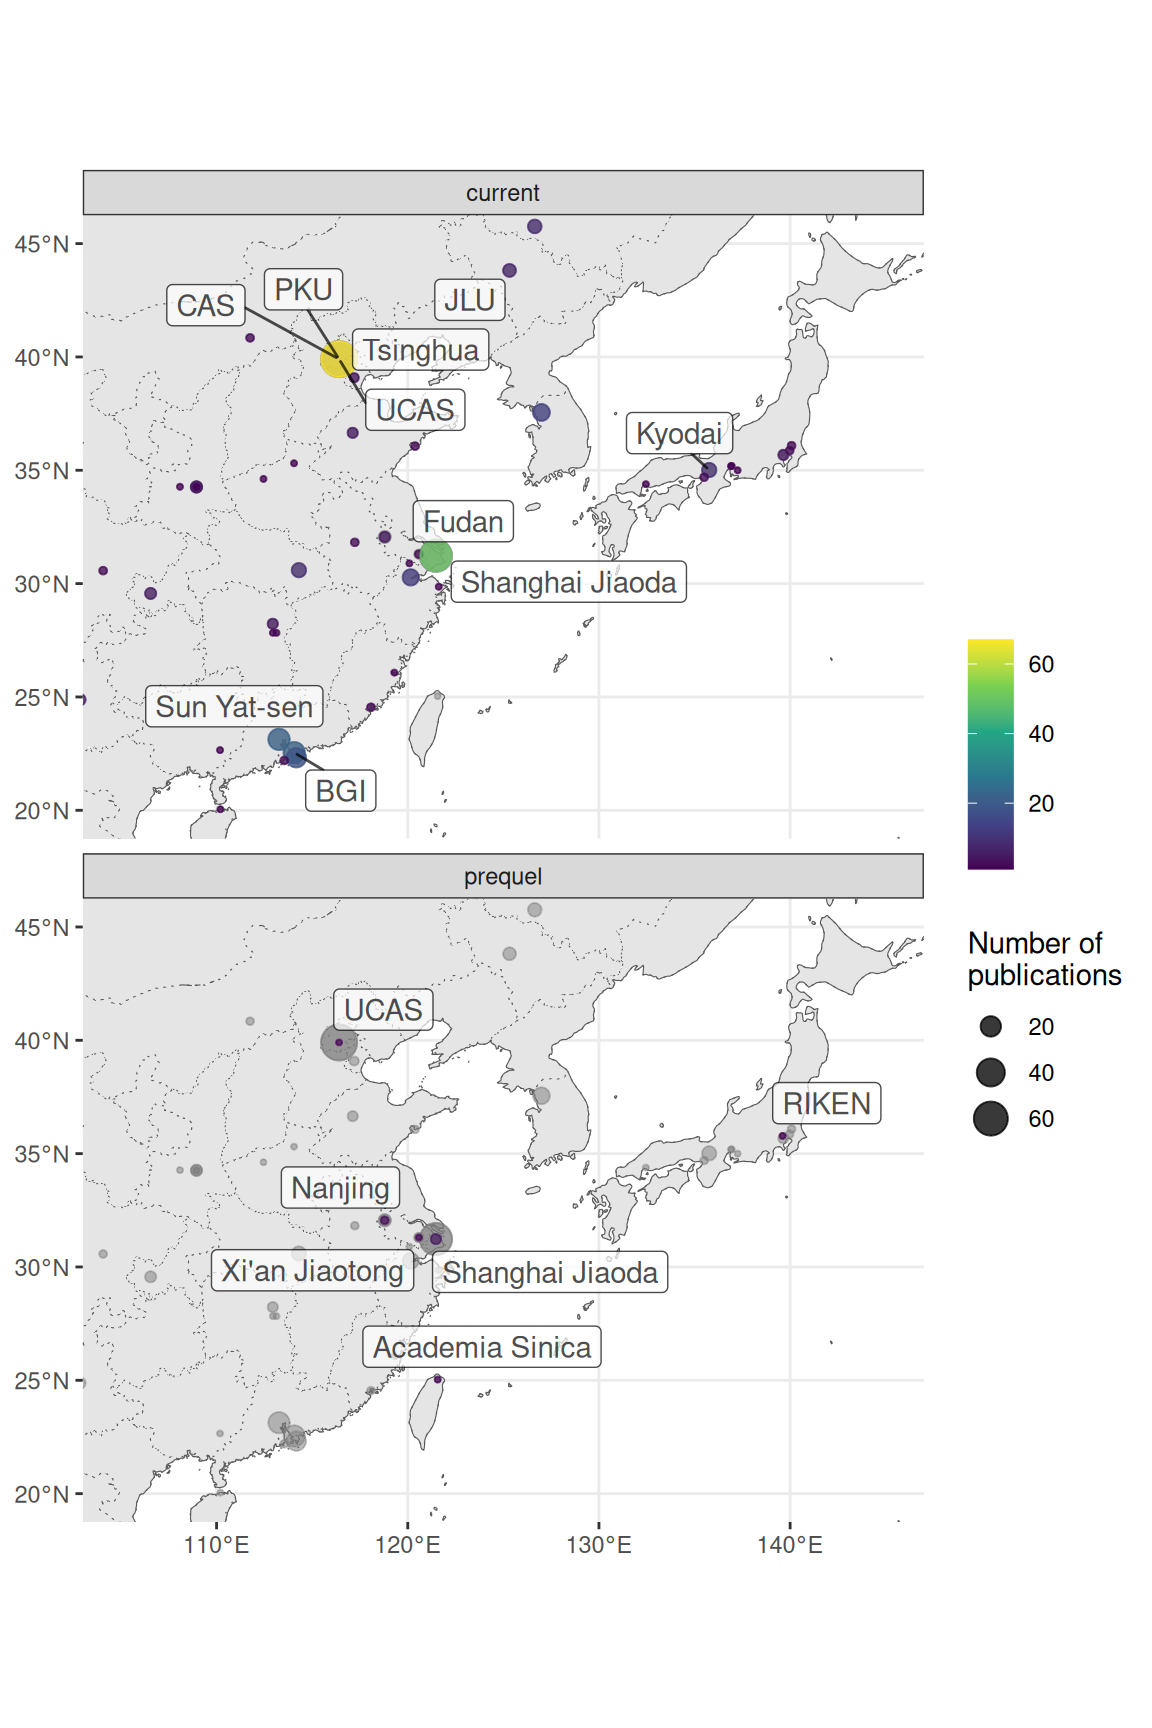 current
45°N
40°N
35°N
30°N
25°N
20°N
PKU
CAS
JLU
Tsinghua
UCAS
Kyodai
Fudan
Shanghai Jiaoda
Sun Yat-sen
BGI
prequel
45°N
40°N
35°N
30°N
25°N
20°N
UCAS
RIKEN
Nanjing
Xi'an Jiaotong
Shanghai Jiaoda
Academia Sinica
110°E
120°E
130°E
140°E
60
40
20
Number of
publications
20
40
60